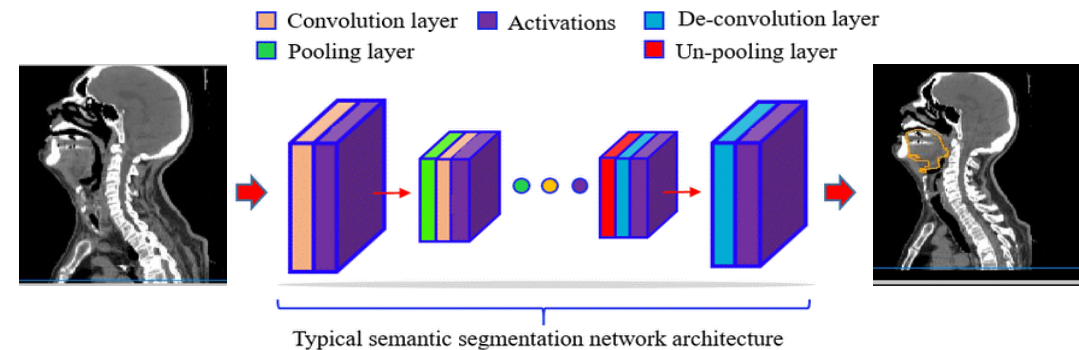 Convolution layer Activations De-convolution layer
Pooling layer Un-pooling layer
Typical semantic segmentation network architecture